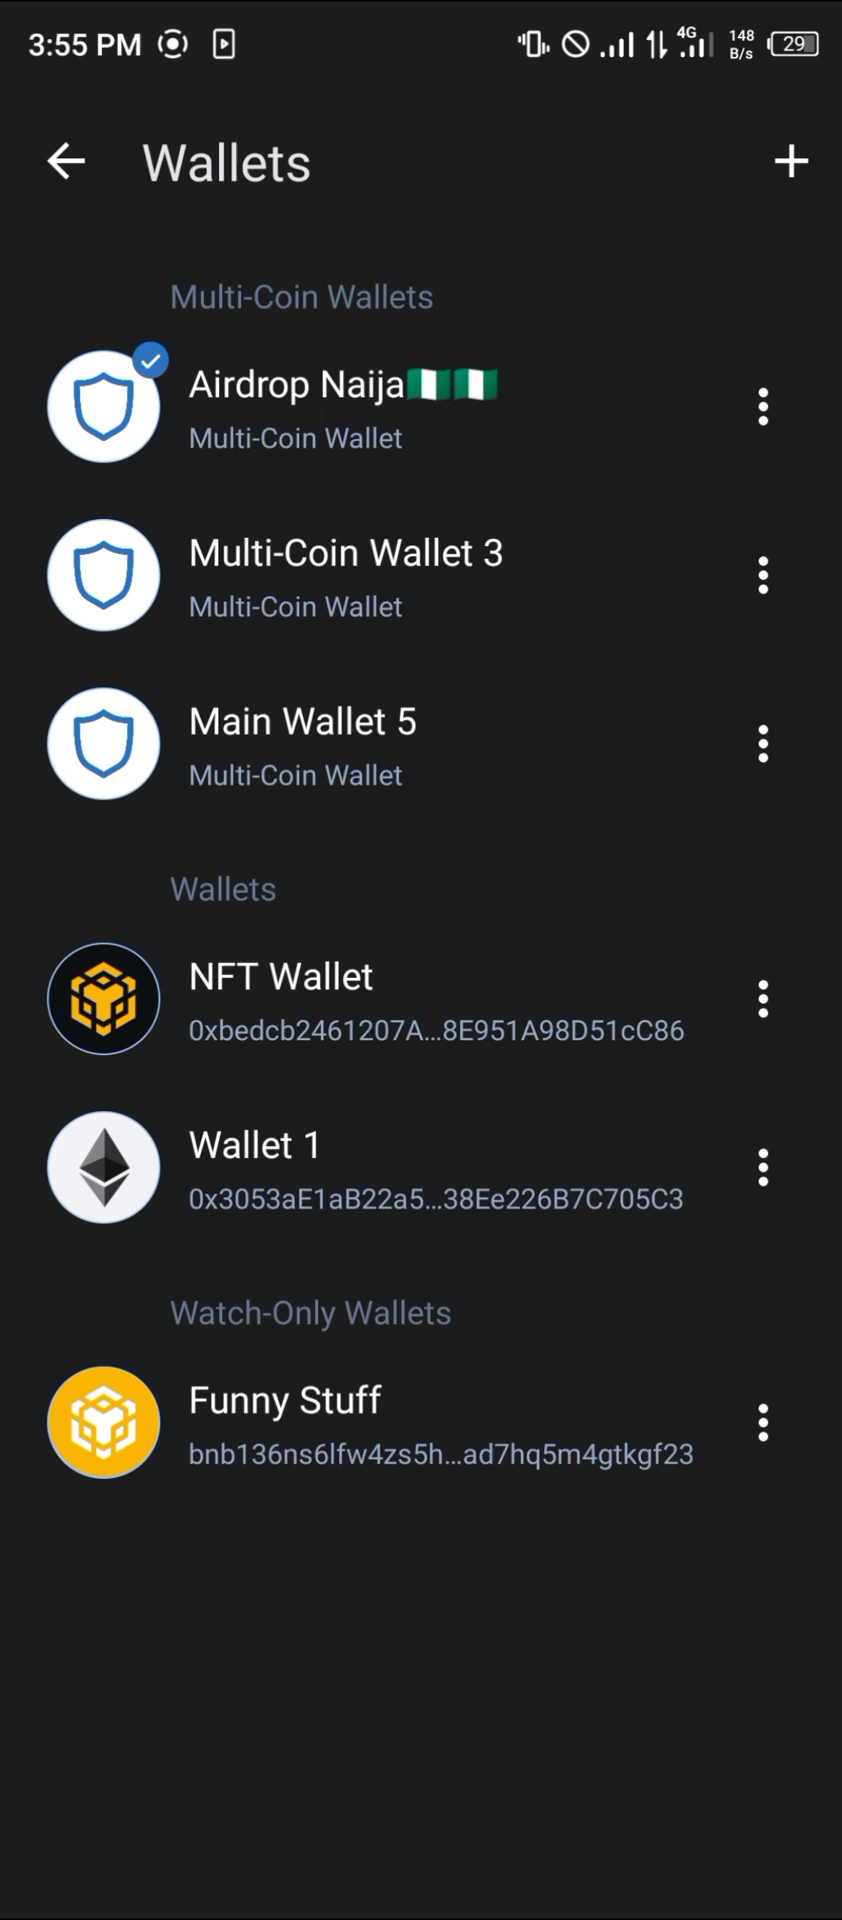 3:55 PM 4G 148 B/s 29
Wallets
Multi-Coin Wallets
Airdrop Naija🇳🇬🇳🇬
Multi-Coin Wallet
Multi-Coin Wallet 3
Multi-Coin Wallet
Main Wallet 5
Multi-Coin Wallet
Wallets
NFT Wallet
0xbedcb2461207A...8E951A98D51cC86
Wallet 1
0x3053aE1aB22a5...38Ee226B7C705C3
Watch-Only Wallets
Funny Stuff
bnb136ns6lfw4zs5h...ad7hq5m4gtkgf23